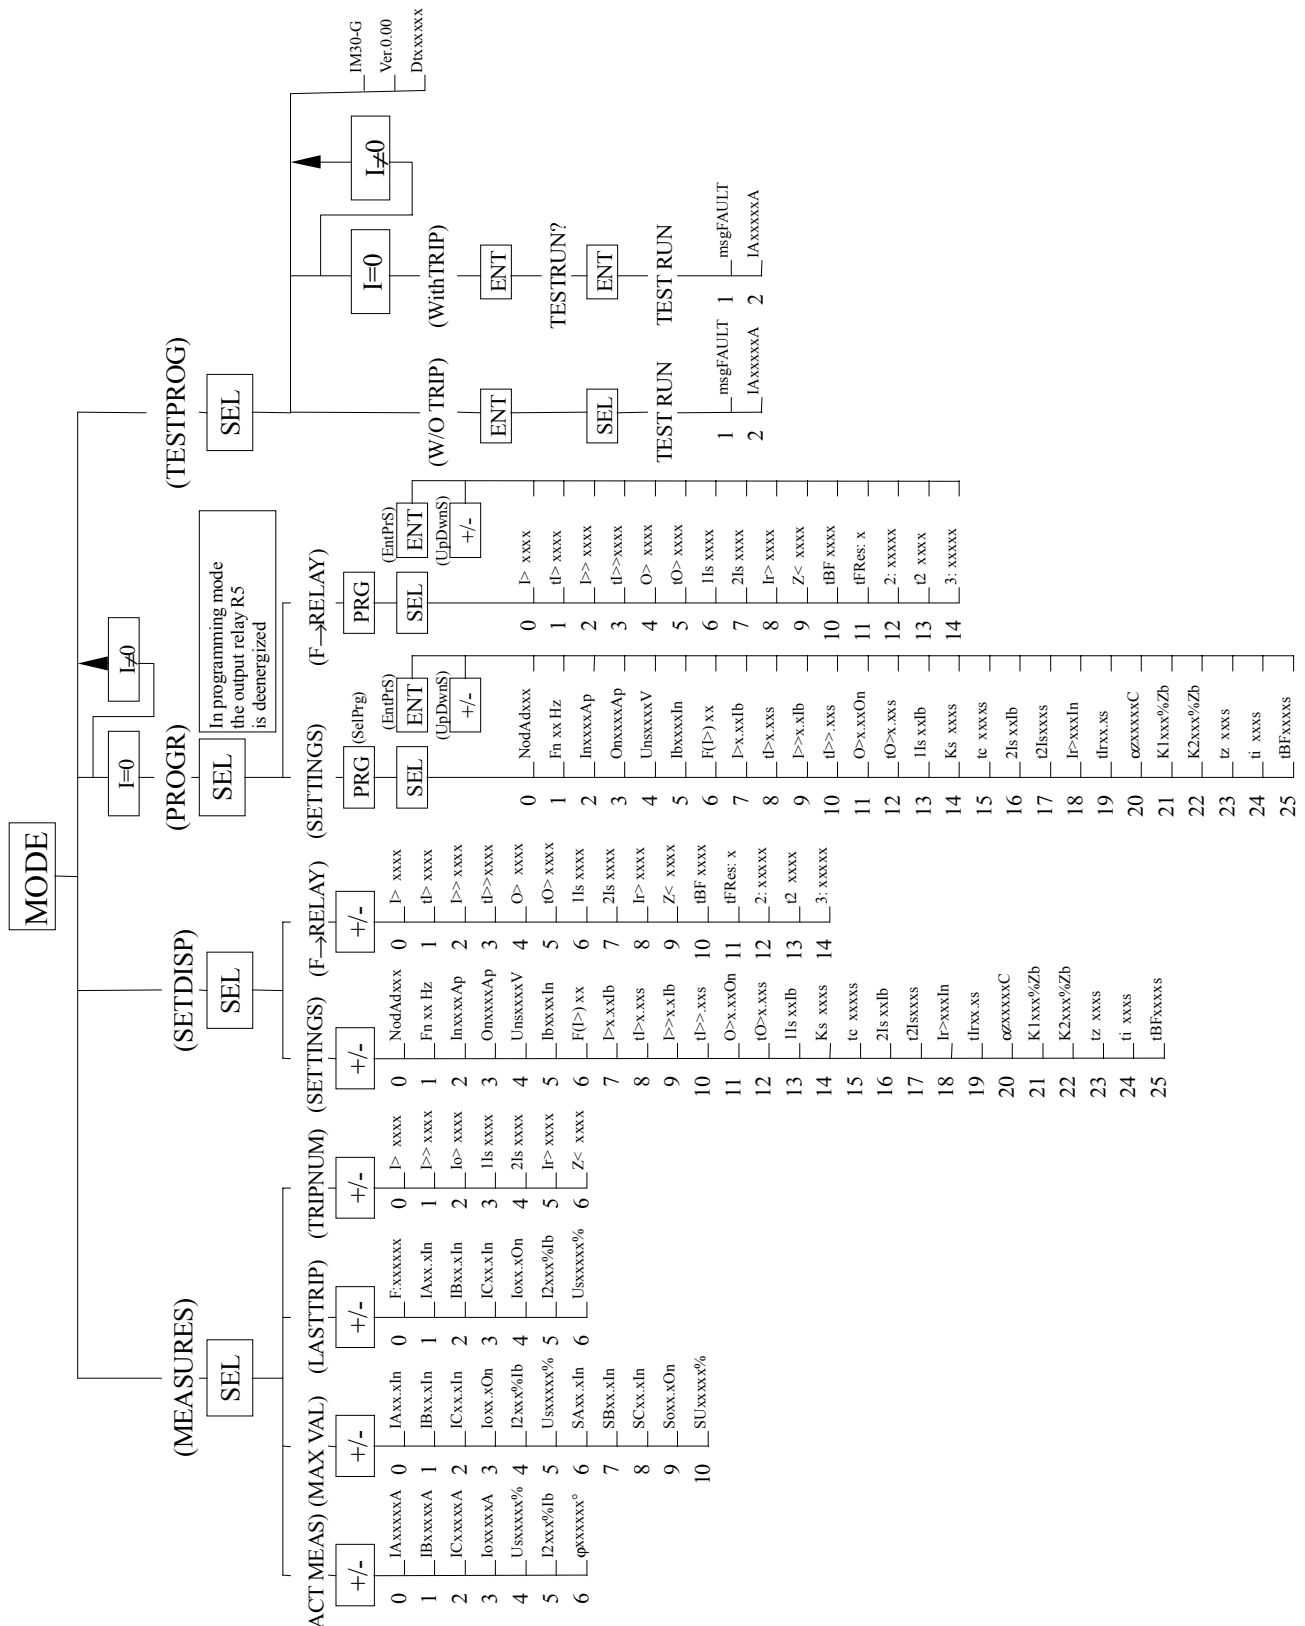 MODE
(MEASURES)
SEL
ACT MEAS)
+/-
0 IAxxxxxA
1 IBxxxxxA
2 ICxxxxxA
3 IoxxxxxA
4 Usxxxxx%
5 I2xxx%Ib
6 φxxxxxx°
(MAX VAL)
+/-
0 IAxx.xIn
1 IBxx.xIn
2 ICxx.xIn
3 Ioxx.xOn
4 I2xxx%Ib
5 Usxxxxx%
6 SAxx.xIn
7 SBxx.xIn
8 SCxx.xIn
9 Soxx.xOn
10 SUxxxxx%
(LASTTRIP)
+/-
0 F:xxxxxx
1 IAxx.xIn
2 IBxx.xIn
3 ICxx.xIn
4 Ioxx.xOn
5 I2xxx%Ib
6 Usxxxxx%
(TRIPNUM)
+/-
0 I> xxxx
1 I>> xxxx
2 Io> xxxx
3 1Is xxxx
4 2Is xxxx
5 Ir> xxxx
6 Z< xxxx
(SETDISP)
SEL
(SETTINGS)
+/-
0 NodAdxxx
1 Fn xx Hz
2 InxxxxAp
3 OnxxxxAp
4 UnsxxxxV
5 IbxxxxIn
6 F(I>) xx
7 I>x.xxIb
8 tI>x.xxs
9 I>>x.xIb
10 tI>>.xxs
11 O>x.xxOn
12 tO>x.xxs
13 1Is xxIb
14 Ks xxxs
15 tc xxxxs
16 2Is xxIb
17 t2Isxxxs
18 Ir>xxxIn
19 tIrxx.xs
20 αzxxxxxC
21 K1xxx%Zb
22 K2xxx%Zb
23 tz xxxs
24 ti xxxs
25 tBFxxxxs
(F→RELAY)
+/-
0 I> xxxx
1 tI> xxxx
2 I>> xxxx
3 tI>>xxxx
4 O> xxxx
5 tO> xxxx
6 1Is xxxx
7 2Is xxxx
8 Ir> xxxx
9 Z< xxxx
10 tBF xxxx
11 tFRes: x
12 2: xxxxx
13 t2 xxxx
14 3: xxxxx
I=0
I≠0
(PROGR)
SEL
In programming mode
the output relay R5
is deenergized
(SETTINGS)
PRG (SelPrg)
SEL
(EntPrS)
ENT
(UpDwnS)
+/-
0 NodAdxxx
1 Fn xx Hz
2 InxxxxAp
3 OnxxxxAp
4 UnsxxxxV
5 IbxxxxIn
6 F(I>) xx
7 I>x.xxIb
8 tI>x.xxs
9 I>>x.xIb
10 tI>>.xxs
11 O>x.xxOn
12 tO>x.xxs
13 1Is xxIb
14 Ks xxxs
15 tc xxxxs
16 2Is xxIb
17 t2Isxxxs
18 Ir>xxxIn
19 tIrxx.xs
20 αzxxxxxC
21 K1xxx%Zb
22 K2xxx%Zb
23 tz xxxs
24 ti xxxs
25 tBFxxxxs
(F→RELAY)
PRG
SEL
(EntPrS)
ENT
(UpDwnS)
+/-
0 I> xxxx
1 tI> xxxx
2 I>> xxxx
3 tI>>xxxx
4 O> xxxx
5 tO> xxxx
6 1Is xxxx
7 2Is xxxx
8 Ir> xxxx
9 Z< xxxx
10 tBF xxxx
11 tFRes: x
12 2: xxxxx
13 t2 xxxx
14 3: xxxxx
(TESTPROG)
SEL
(W/O TRIP)
ENT
SEL
TEST RUN
1 msgFAULT
2 IAxxxxxA
I=0
I≠0
(WithTRIP)
ENT
TESTRUN?
ENT
TEST RUN
1 msgFAULT
2 IAxxxxxA
IM30-G
Ver.0.00
Dtxxxxxx